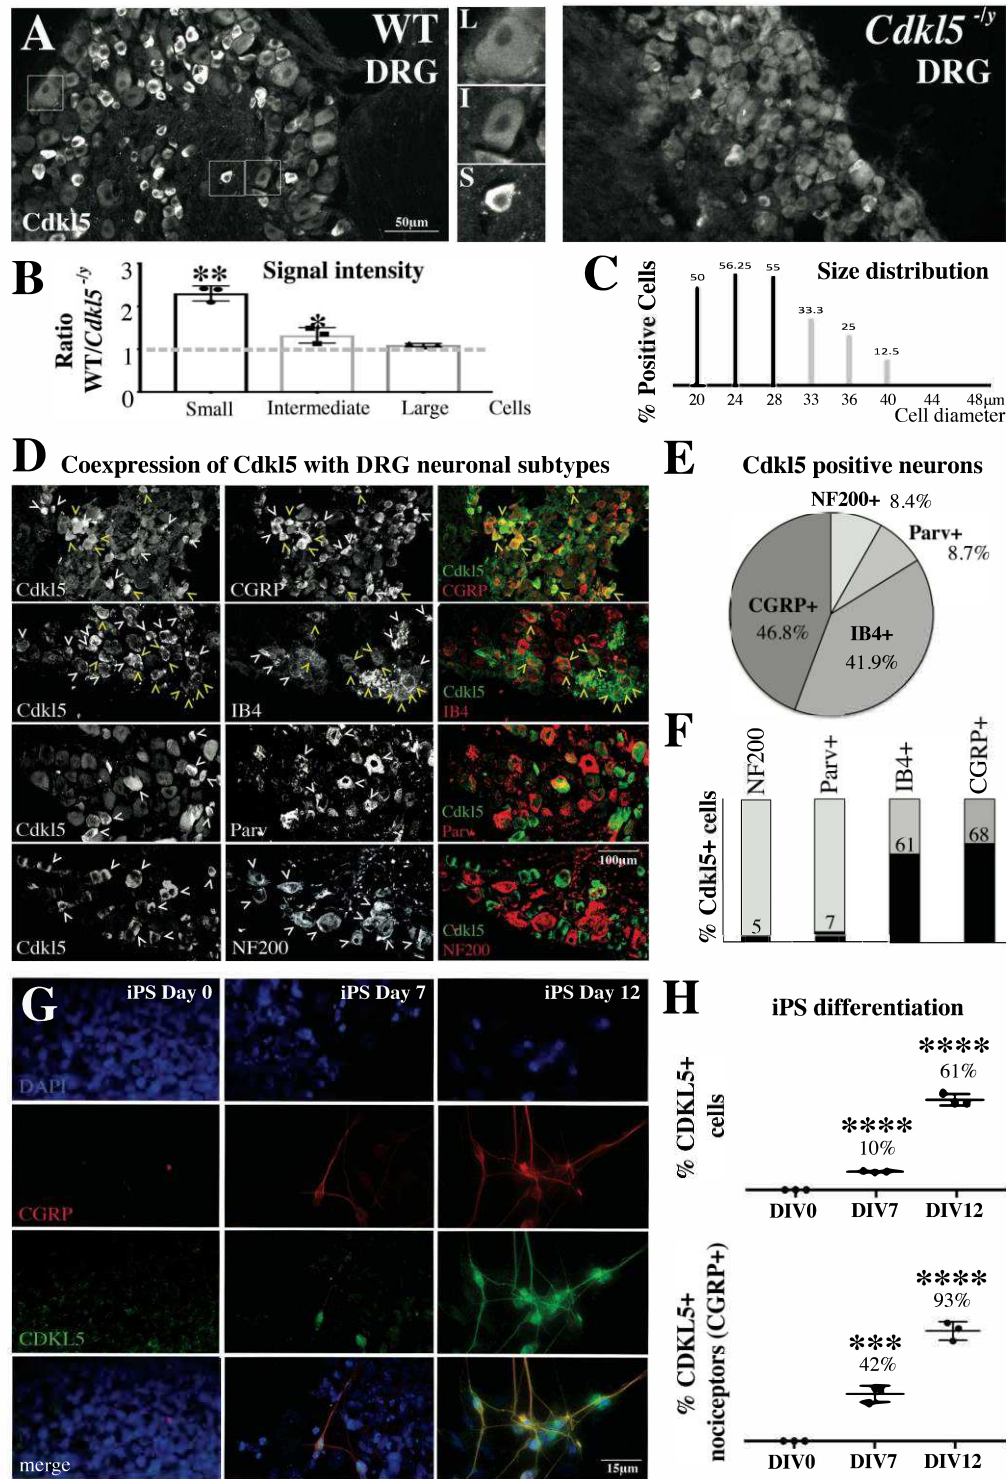 A
WT
DRG
Cdkl5
50μm
L
I
S
Cdkl5 -/y
DRG
B
Signal intensity
Ratio
WT/Cdkl5 -/y
3
2
1
0
**
*
Small Intermediate Large Cells
C
Size distribution
% Positive Cells
50 56.25 55 33.3 25 12.5
20 24 28 33 36 40 44 48μm
Cell diameter
D
Coexpression of Cdkl5 with DRG neuronal subtypes
Cdkl5
CGRP
Cdkl5
CGRP
Cdkl5
IB4
Cdkl5
IB4
Cdkl5
Parv
Cdkl5
Parv
Cdkl5
NF200
100μm
Cdkl5
NF200
E
Cdkl5 positive neurons
NF200+ 8.4%
Parv+
8.7%
CGRP+
46.8%
IB4+
41.9%
F
% Cdkl5+ cells
NF200
Parv+
IB4+
CGRP+
5
7
61
68
G
iPS Day 0
iPS Day 7
iPS Day 12
DAPI
CGRP
CDKL5
merge
15μm
H
iPS differentiation
% CDKL5+
cells
****
61%
****
10%
DIV0 DIV7 DIV12
% CDKL5+
nociceptors (CGRP+)
****
93%
***
42%
DIV0 DIV7 DIV12